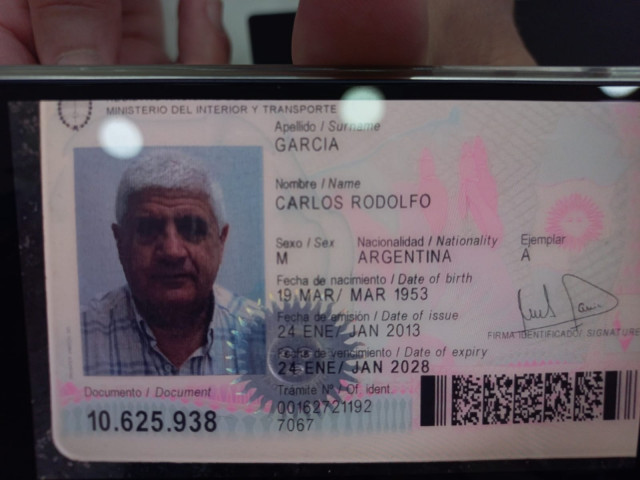 MINISTERIO DEL INTERIOR Y TRANSPORTE
Apellido / Surname
GARCIA
Nombre / Name
CARLOS RODOLFO
Sexo / Sex Nacionalidad / Nationality Ejemplar
M ARGENTINA A
Fecha de nacimiento / Date of birth
19 MAR/ MAR 1953
Fecha de emisión / Date of issue
24 ENE/ JAN 2013
FIRMA IDENTIFICADO/ SIGNATURE
Fecha de vencimiento / Date of expiry
24 ENE/ JAN 2028
Documento / Document
10.625.938
Trámite Nº / Of. ident.
00162721192
7067